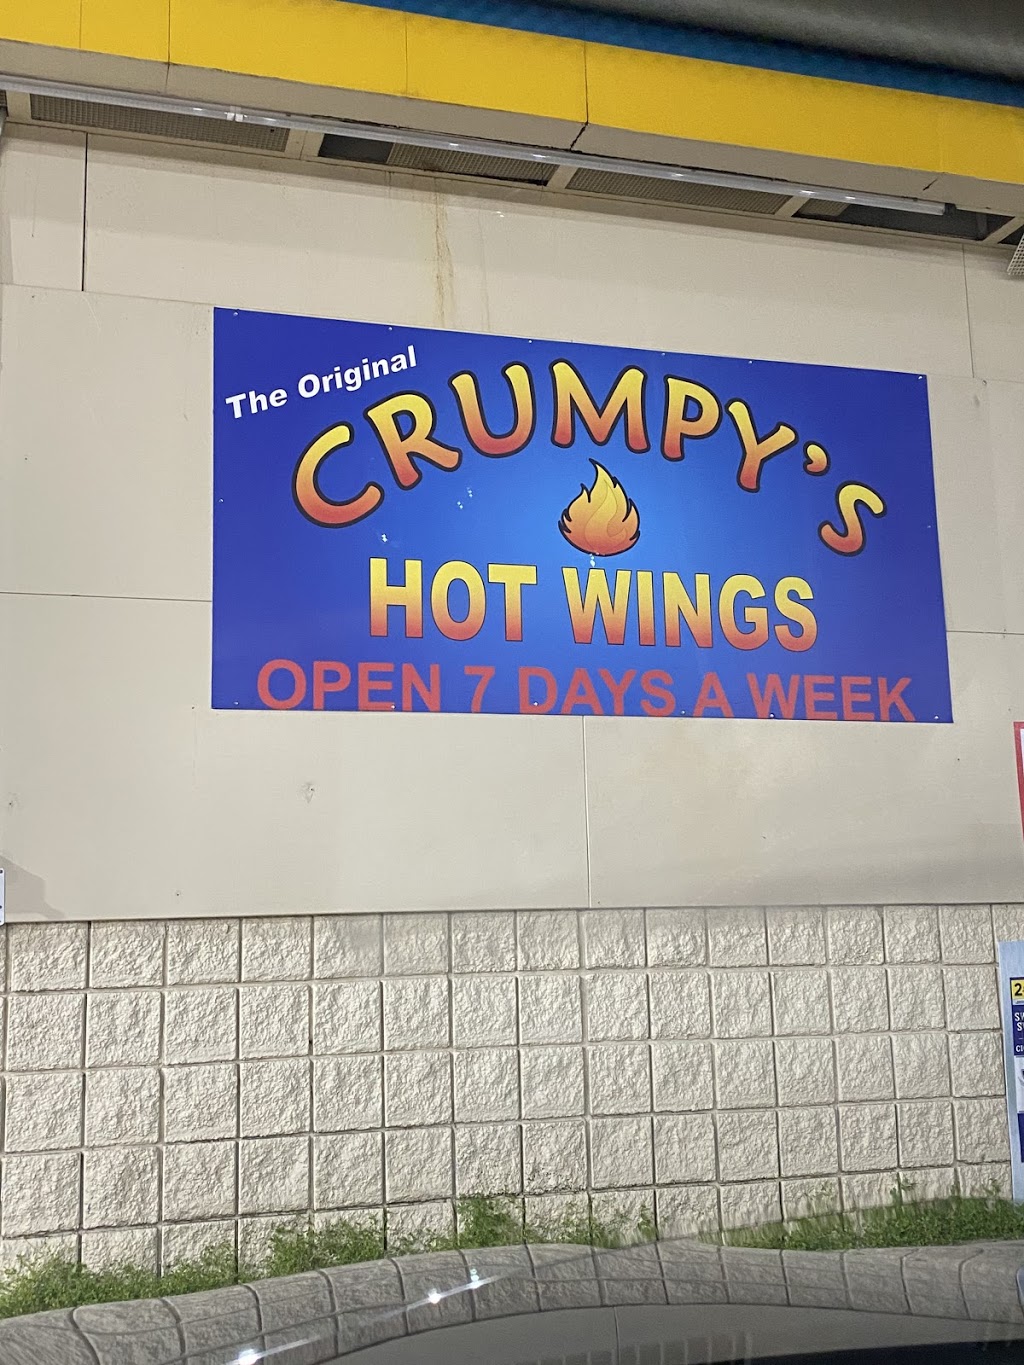 The Original
CRUMPY'S
HOT WINGS
OPEN 7 DAYS A WEEK